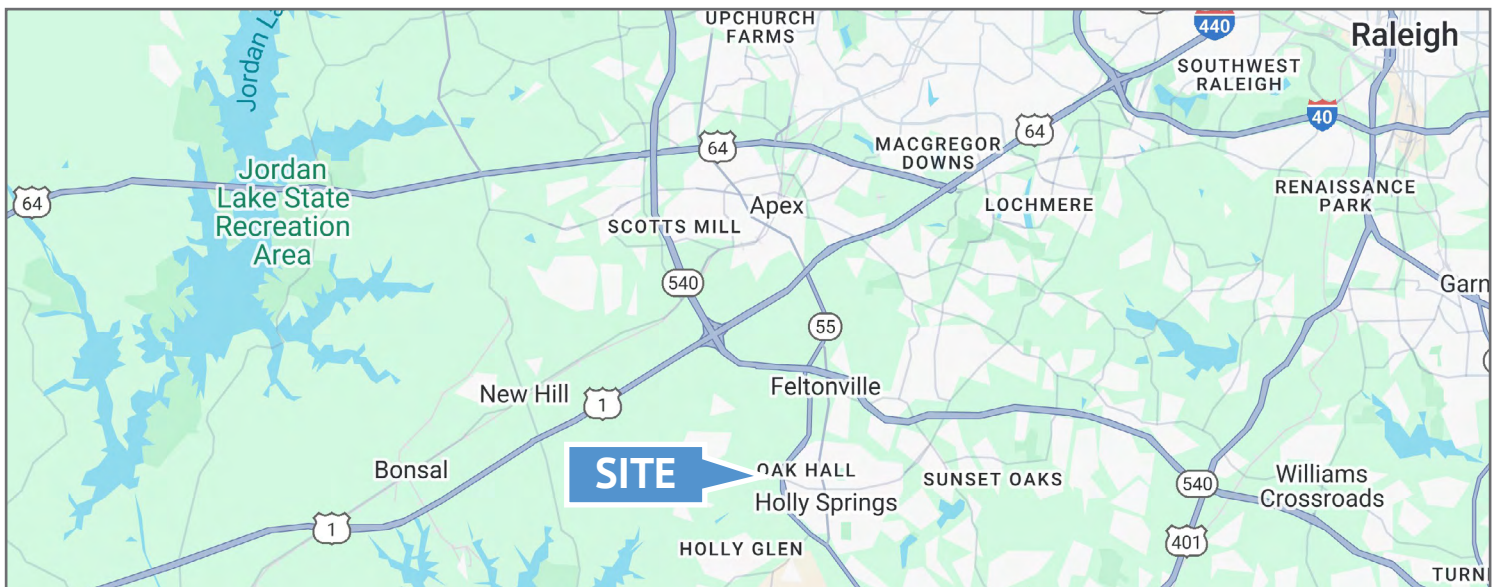 UPCHURCH
FARMS
440
Raleigh
Jordan
SOUTHWEST
RALEIGH
40
64
MACGREGOR
DOWNS
64
Jordan
Lake State
Recreation
Area
64
RENAISSANCE
PARK
Apex
LOCHMERE
SCOTTS MILL
540
Garn
55
New Hill
1
Feltonville
SITE
OAK HALL
Bonsal
SUNSET OAKS
540
Williams
Crossroads
Holly Springs
1
HOLLY GLEN
401
TURN